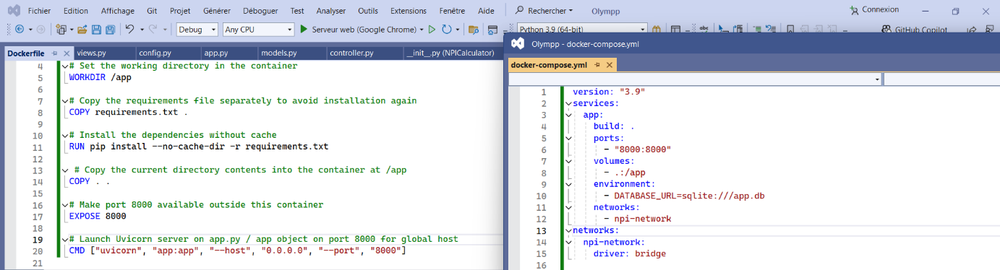 Fichier Edition Affichage Git Projet Générer Déboguer Test Analyser Outils Extensions Fenêtre Aide Rechercher Olympp Connexion
Debug Any CPU Serveur web (Google Chrome) Python 3.9 (64-bit) abc GitHub Copilot
Dockerfile views.py config.py app.py models.py controller.py __init__.py (NPICalculator)
4 # Set the working directory in the container
5 WORKDIR /app
6
7 # Copy the requirements file separately to avoid installation again
8 COPY requirements.txt .
9
10 # Install the dependencies without cache
11 RUN pip install --no-cache-dir -r requirements.txt
12
13 # Copy the current directory contents into the container at /app
14 COPY . .
15
16 # Make port 8000 available outside this container
17 EXPOSE 8000
18
19 # Launch Uvicorn server on app.py / app object on port 8000 for global host
20 CMD ["uvicorn", "app:app", "--host", "0.0.0.0", "--port", "8000"]
21
Olympp - docker-compose.yml
docker-compose.yml
1 version: "3.9"
2 services:
3 app:
4 build: .
5 ports:
6 - "8000:8000"
7 volumes:
8 - .:/app
9 environment:
10 - DATABASE_URL=sqlite:///app.db
11 networks:
12 - npi-network
13 networks:
14 npi-network:
15 driver: bridge
16